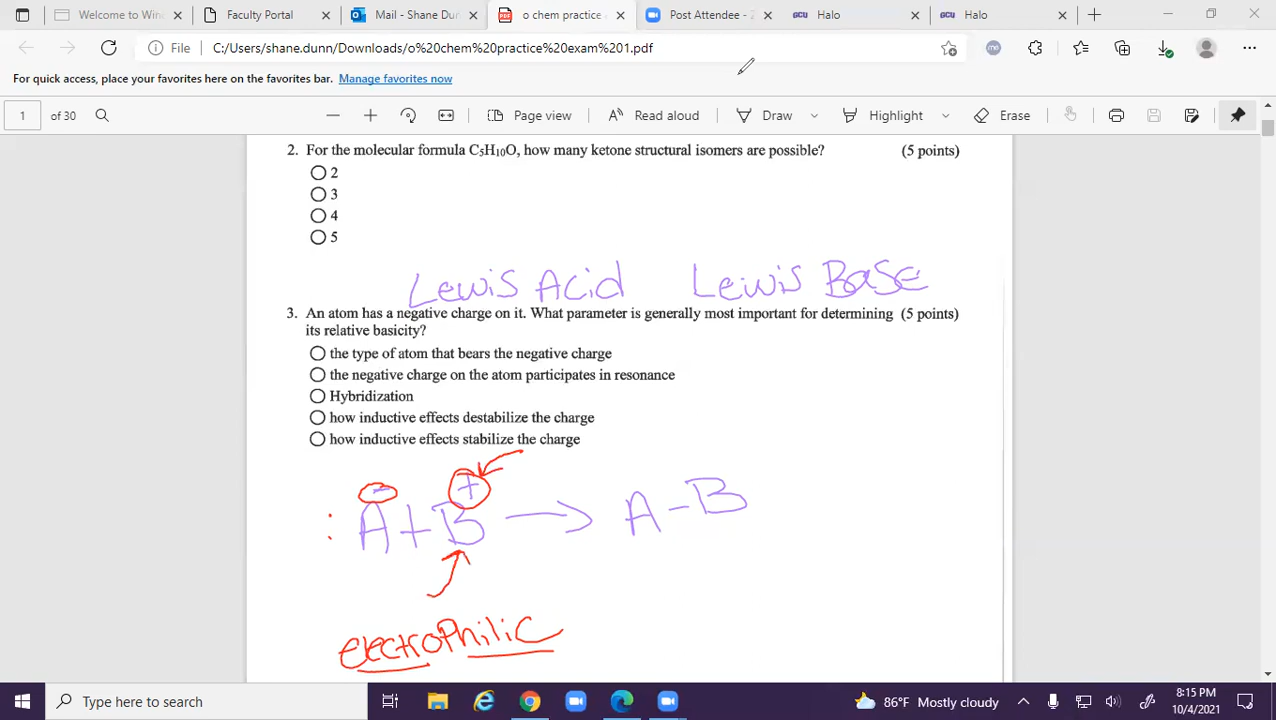 Welcome to Wind
Faculty Portal
Mail - Shane Dun
o chem practice e
Post Attendee - Z
GCU Halo
GCU Halo
File C:/Users/shane.dunn/Downloads/o%20chem%20practice%20exam%201.pdf
For quick access, place your favorites here on the favorites bar. Manage favorites now
1 of 30 Page view Read aloud Draw Highlight Erase
2. For the molecular formula C₅H₁₀O, how many ketone structural isomers are possible? (5 points)
2
3
4
5
Lewis Acid Lewis Base
3. An atom has a negative charge on it. What parameter is generally most important for determining (5 points)
its relative basicity?
the type of atom that bears the negative charge
the negative charge on the atom participates in resonance
Hybridization
how inductive effects destabilize the charge
how inductive effects stabilize the charge
:A⁻ + B⁺ → A-B
electrophilic
Type here to search 86°F Mostly cloudy 8:15 PM
10/4/2021